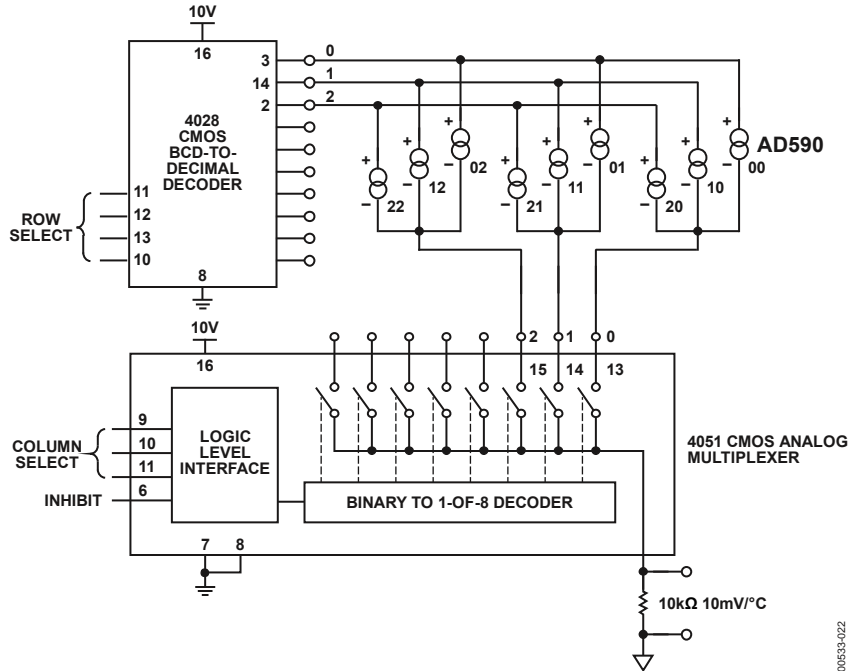 10V
16
4028
CMOS
BCD-TO-
DECIMAL
DECODER
3
14
2
0
1
2
ROW
SELECT
11
12
13
10
8
+
–
22
+
–
12
+
–
02
+
–
21
+
–
11
+
–
01
+
–
20
+
–
10
+
–
00
AD590
10V
16
2
1
0
15
14
13
COLUMN
SELECT
9
10
11
INHIBIT
6
LOGIC
LEVEL
INTERFACE
BINARY TO 1-OF-8 DECODER
4051 CMOS ANALOG
MULTIPLEXER
7
8
10kΩ 10mV/°C
00533-022